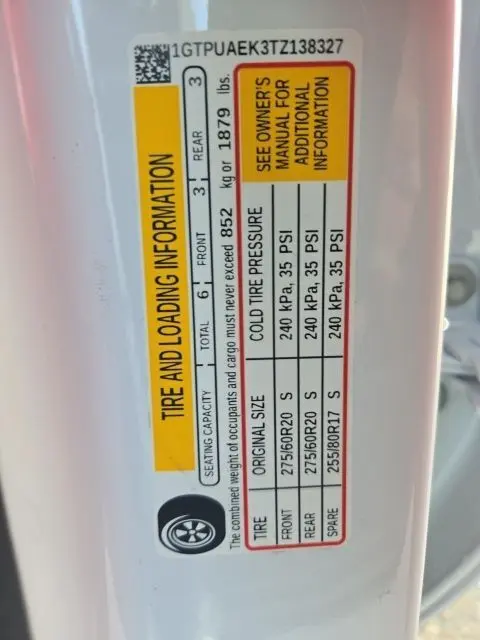 1GTPUAEK3TZ138327
TIRE AND LOADING INFORMATION
SEATING CAPACITY TOTAL 6 FRONT 3 REAR 3
The combined weight of occupants and cargo must never exceed 852 kg or 1879 lbs.
TIRE ORIGINAL SIZE COLD TIRE PRESSURE
FRONT 275/60R20 S 240 kPa, 35 PSI
REAR 275/60R20 S 240 kPa, 35 PSI
SPARE 255/80R17 S 240 kPa, 35 PSI
SEE OWNER'S
MANUAL FOR
ADDITIONAL
INFORMATION